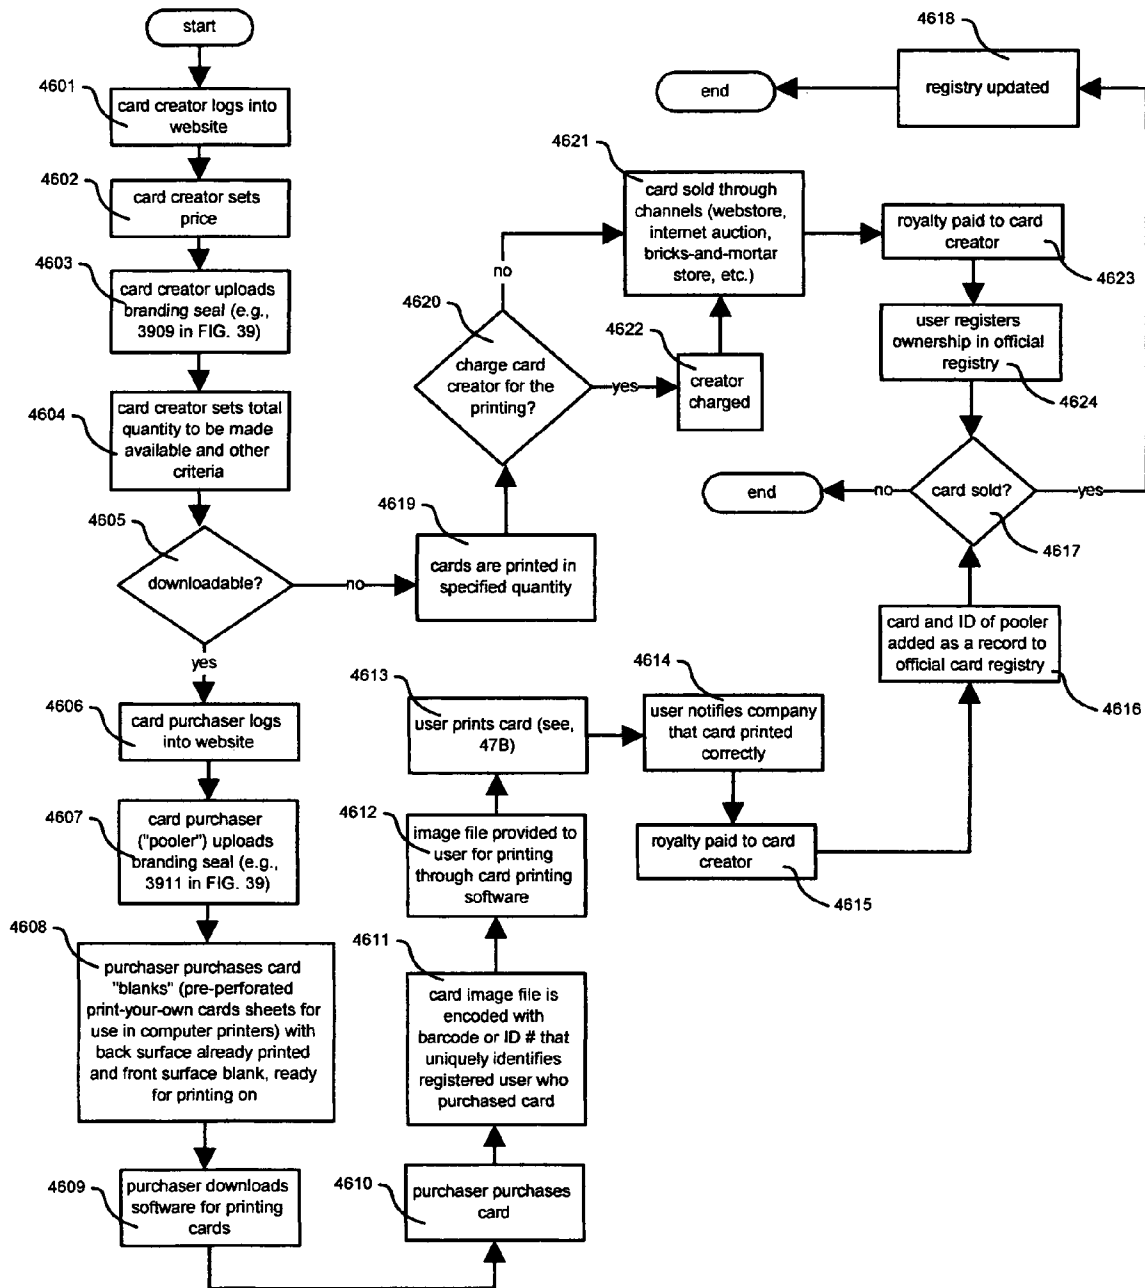 start
4601
card creator logs into
website
4602
card creator sets
price
4603
card creator uploads
branding seal (e.g.,
3909 in FIG. 39)
4604
card creator sets total
quantity to be made
available and other
criteria
4605
downloadable?
no
yes
4606
card purchaser logs
into website
4607
card purchaser
("pooler") uploads
branding seal (e.g.,
3911 in FIG. 39)
4608
purchaser purchases card
"blanks" (pre-perforated
print-your-own cards sheets for
use in computer printers) with
back surface already printed
and front surface blank, ready
for printing on
4609
purchaser downloads
software for printing
cards
4610
purchaser purchases
card
4611
card image file is
encoded with
barcode or ID # that
uniquely identifies
registered user who
purchased card
4612
image file provided to
user for printing
through card printing
software
4613
user prints card (see,
47B)
4614
user notifies company
that card printed
correctly
royalty paid to card
creator
4615
card and ID of pooler
added as a record to
official card registry
4616
card sold?
4617
no
end
yes
4618
registry updated
end
4619
cards are printed in
specified quantity
4620
charge card
creator for the
printing?
no
yes
4622
creator
charged
4621
card sold through
channels (webstore,
internet auction,
bricks-and-mortar
store, etc.)
royalty paid to card
creator
4623
user registers
ownership in official
registry
4624